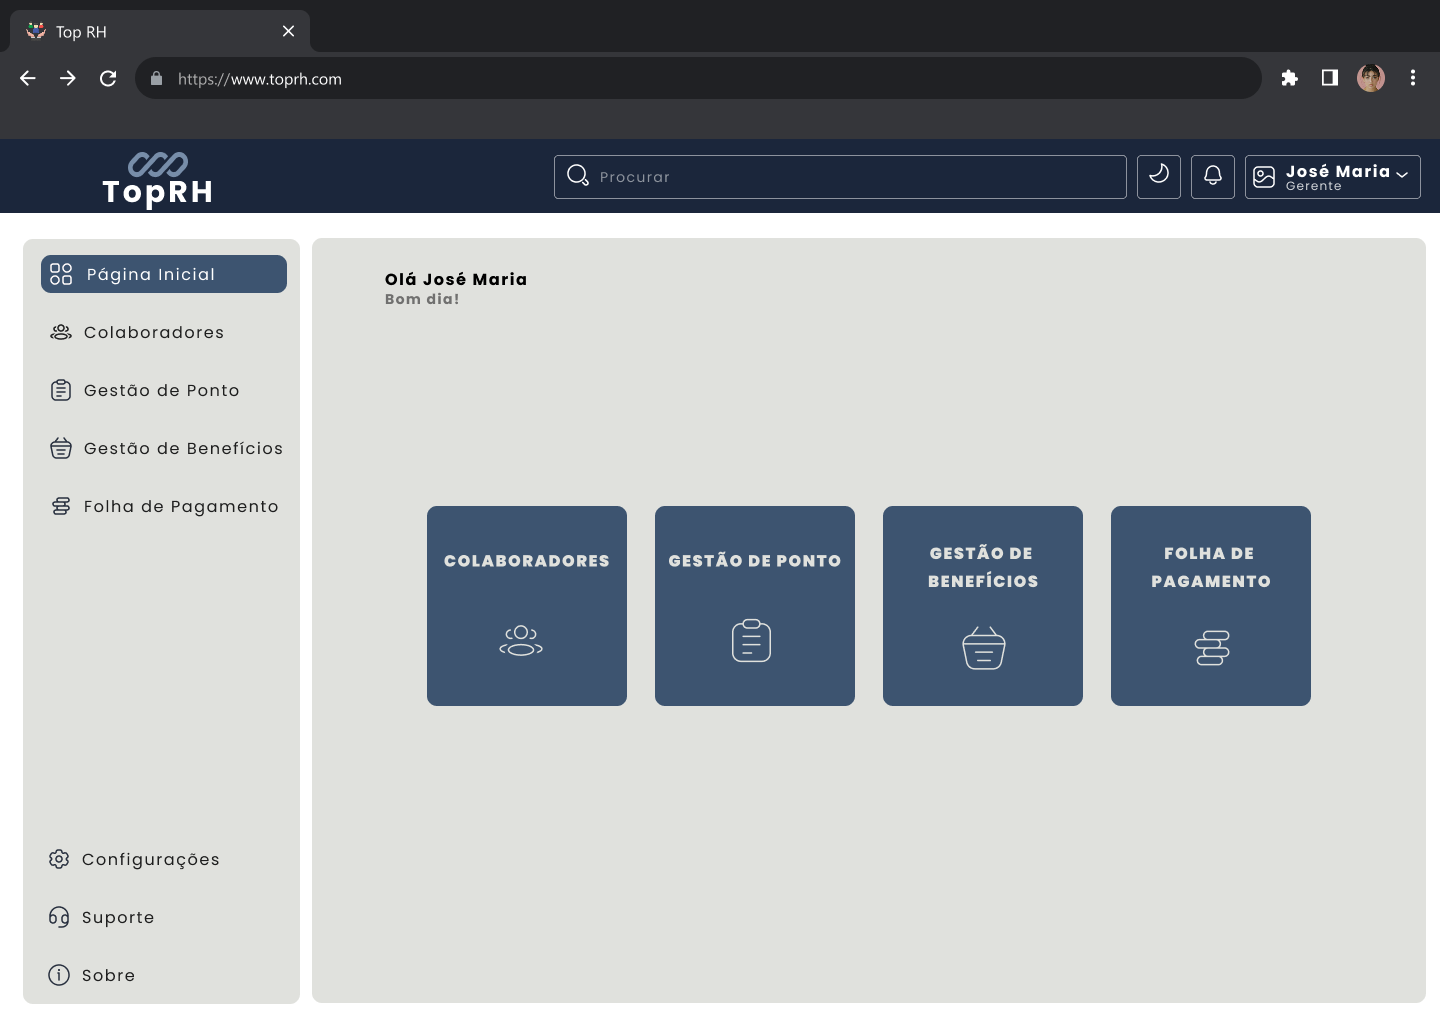 Top RH
https://www.toprh.com
TopRH
Procurar
José Maria
Gerente
Página Inicial
Colaboradores
Gestão de Ponto
Gestão de Benefícios
Folha de Pagamento
Configurações
Suporte
Sobre
Olá José Maria
Bom dia!
COLABORADORES
GESTÃO DE PONTO
GESTÃO DE
BENEFÍCIOS
FOLHA DE
PAGAMENTO